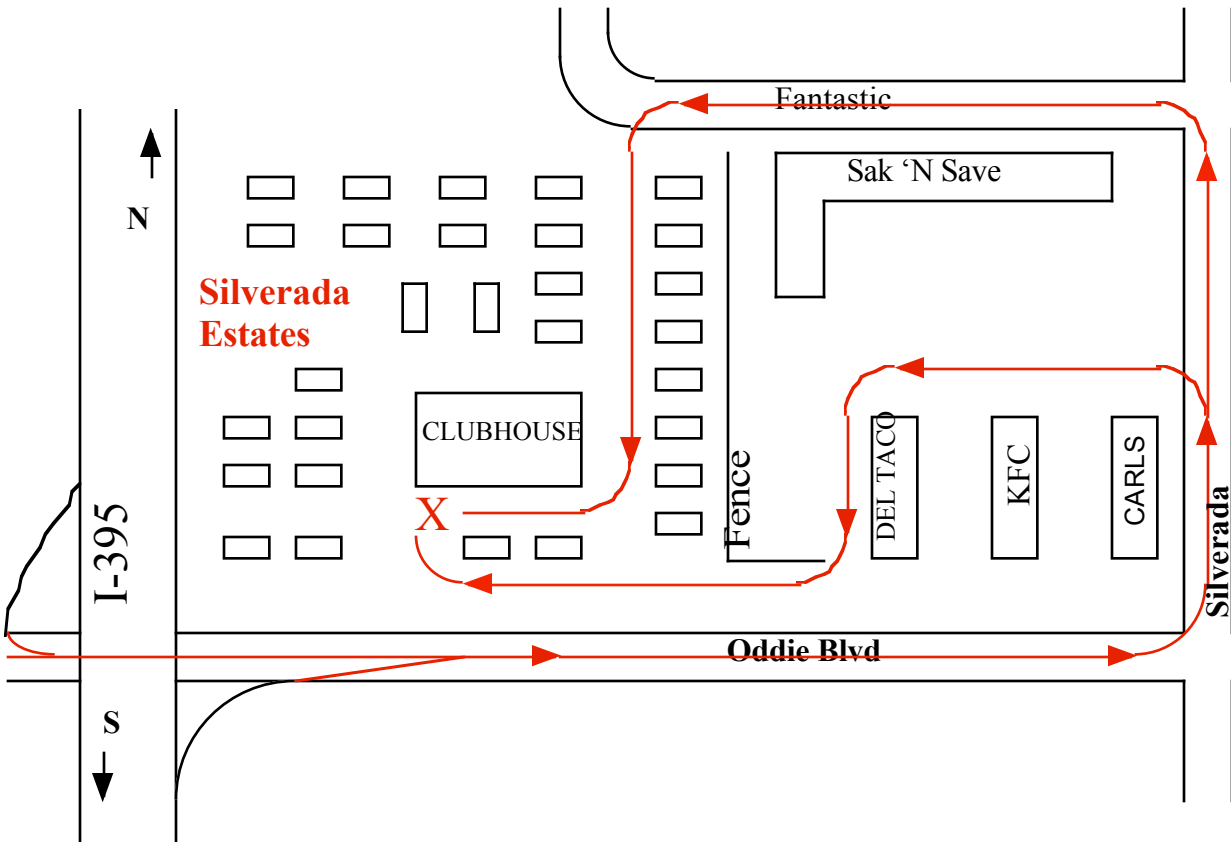 Fantastic
Sak ‘N Save
N
Silverada
Estates
CLUBHOUSE
DEL TACO
KFC
CARLS
Fence
X
I-395
Silverada
Oddie Blvd
S